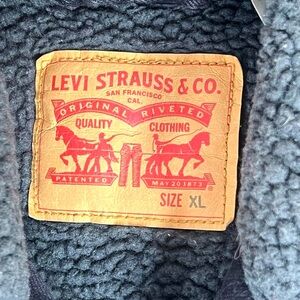 LEVI STRAUSS & CO.
SAN FRANCISCO
CAL.
ORIGINAL RIVETED
QUALITY CLOTHING
PATENTED MAY 20 1873
SIZE XL